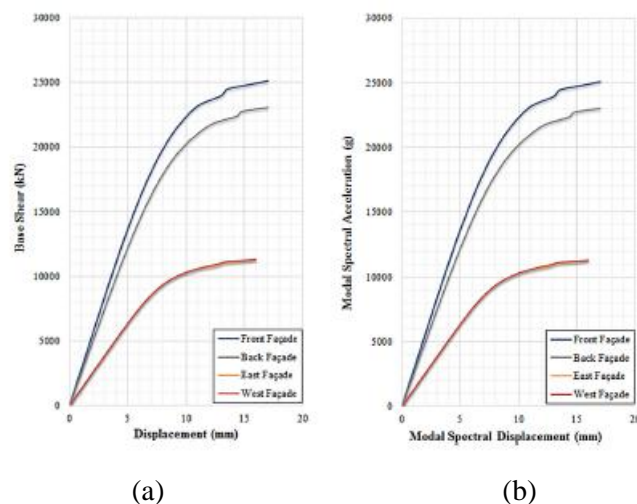 30000
25000
20000
15000
10000
5000
0
Base Shear (kN)
0 5 10 15 20
Displacement (mm)
Front Façade
Back Façade
East Façade
West Façade
(a)
30000
25000
20000
15000
10000
5000
0
Modal Spectral Acceleration (g)
0 5 10 15 20
Modal Spectral Displacement (mm)
Front Façade
Back Façade
East Façade
West Façade
(b)